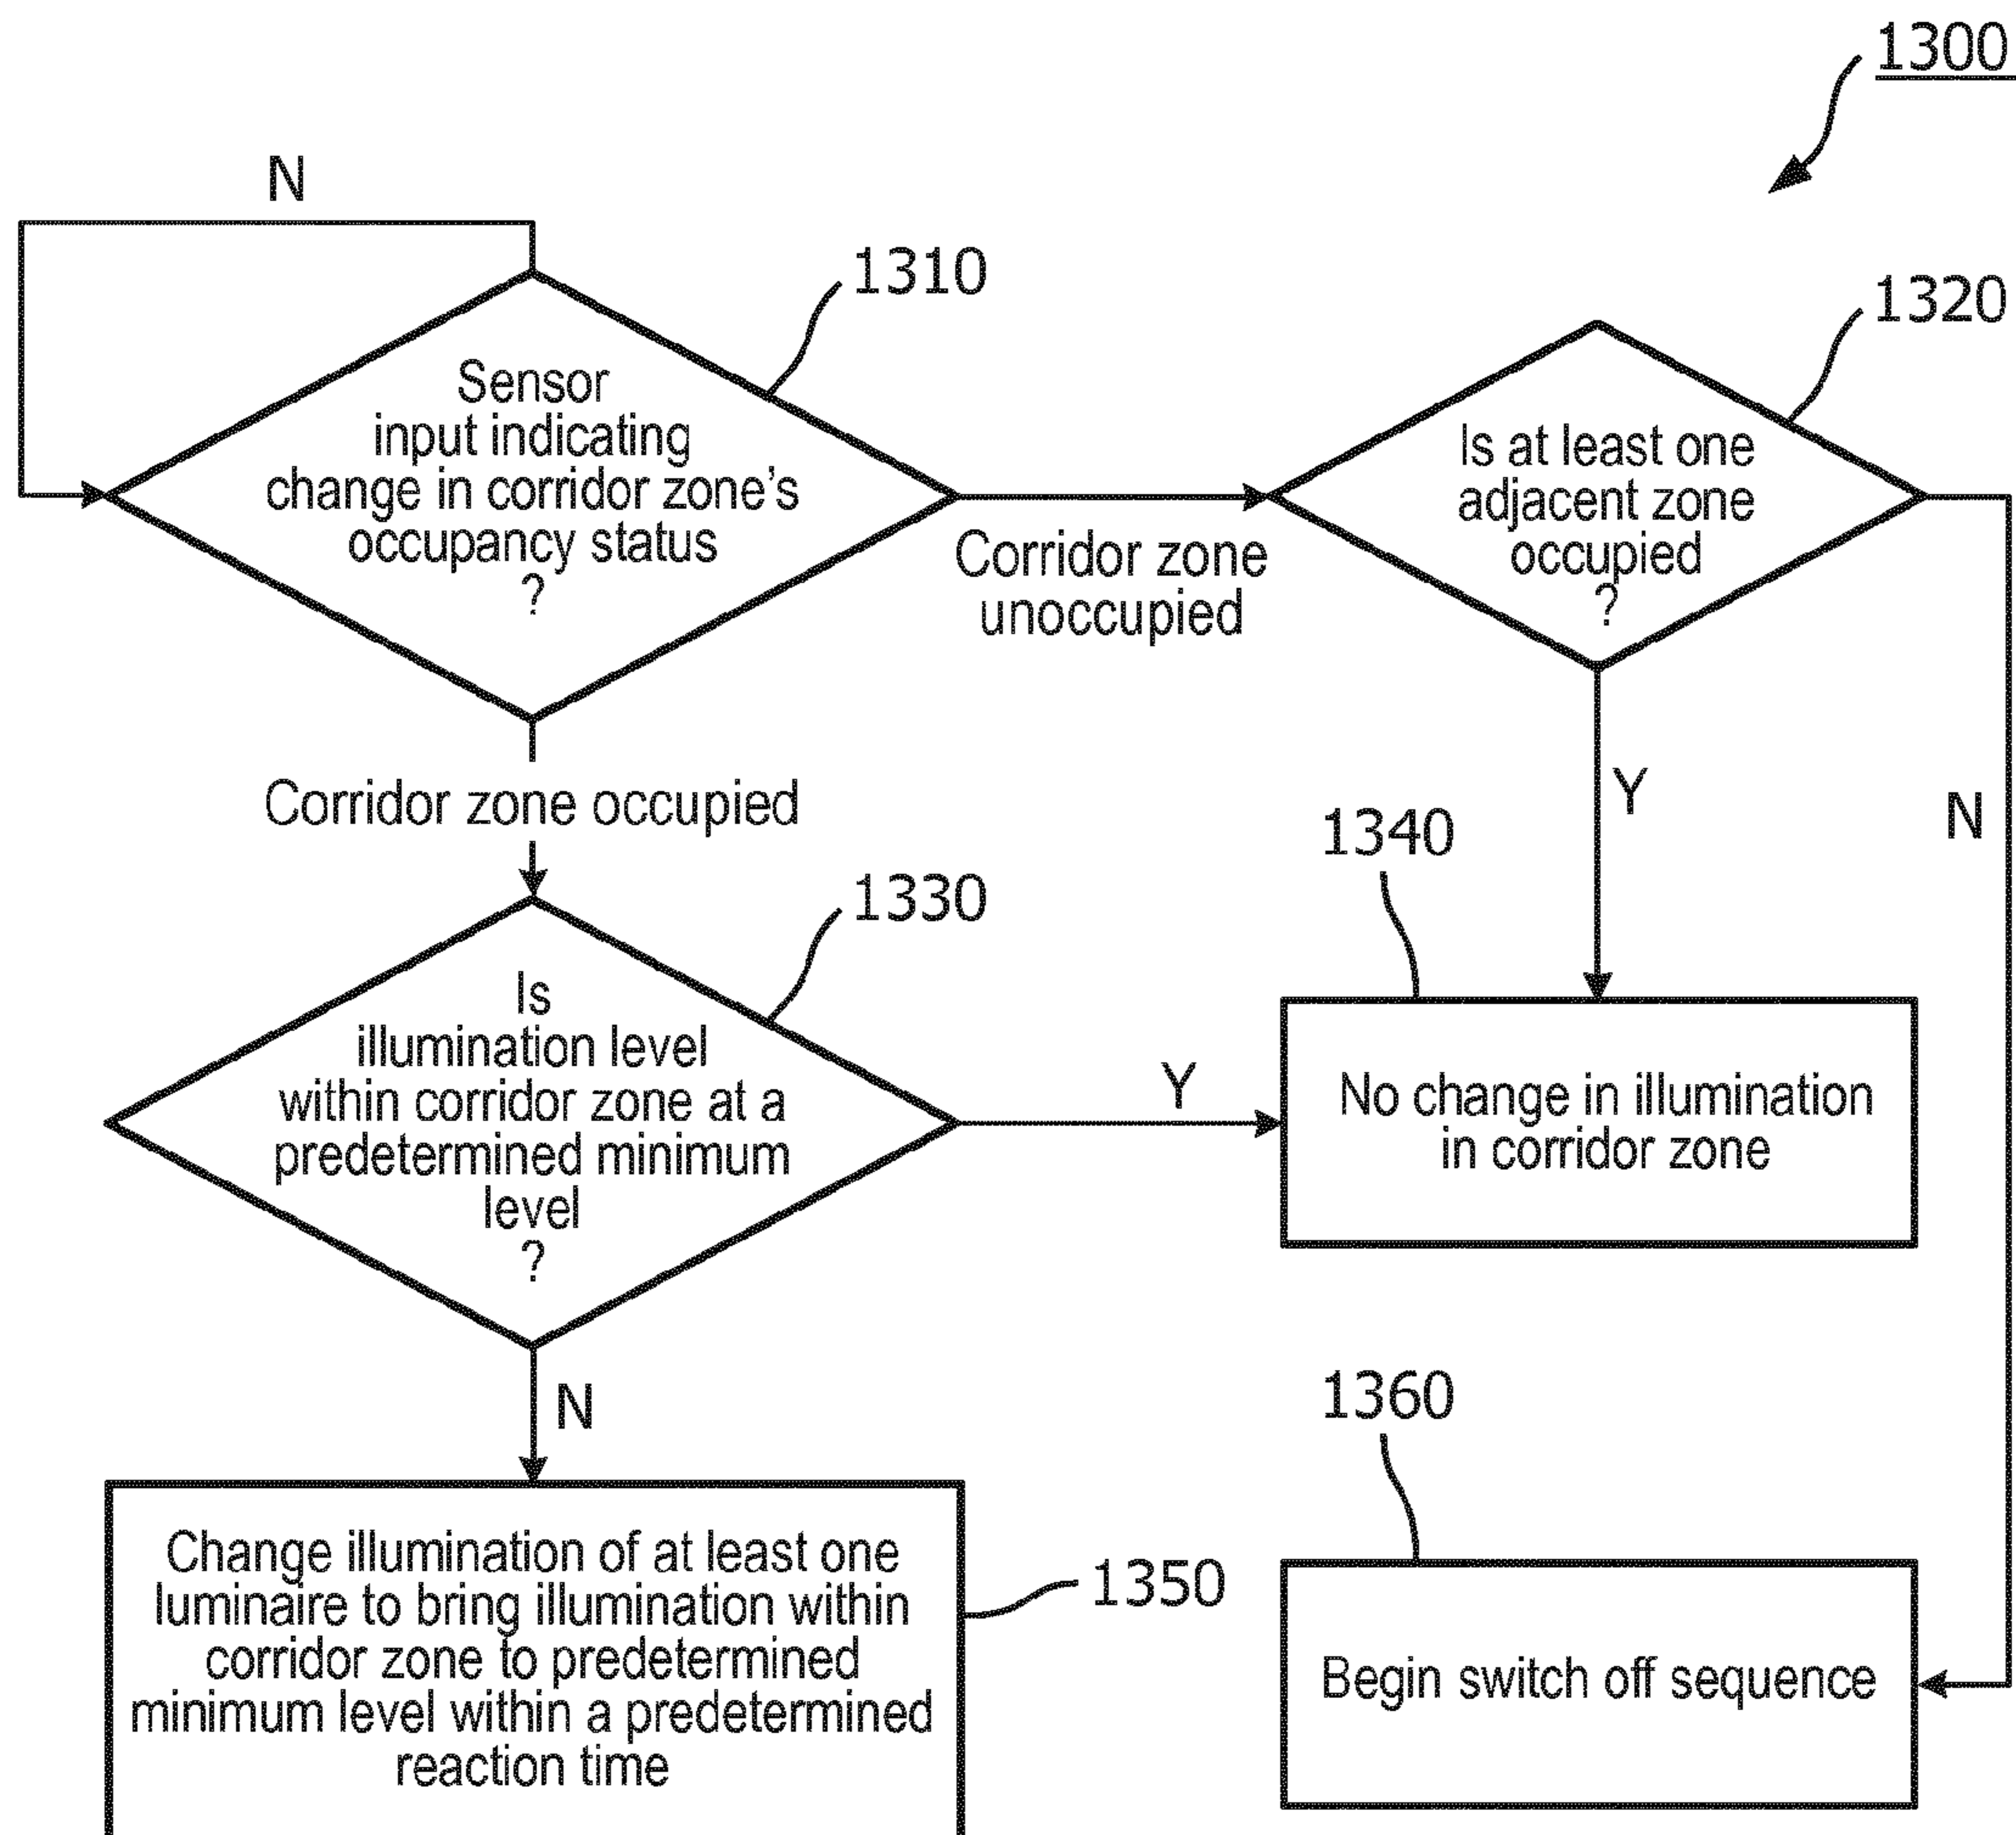 1300
N
1310
1320
Sensor
input indicating
change in corridor zone's
occupancy status
?
Is at least one
adjacent zone
occupied
?
Corridor zone
unoccupied
Corridor zone occupied
Y
N
1340
1330
Is
illumination level
within corridor zone at a
predetermined minimum
level
?
Y
No change in illumination
in corridor zone
N
1360
Change illumination of at least one
luminaire to bring illumination within
corridor zone to predetermined
minimum level within a predetermined
reaction time
1350
Begin switch off sequence